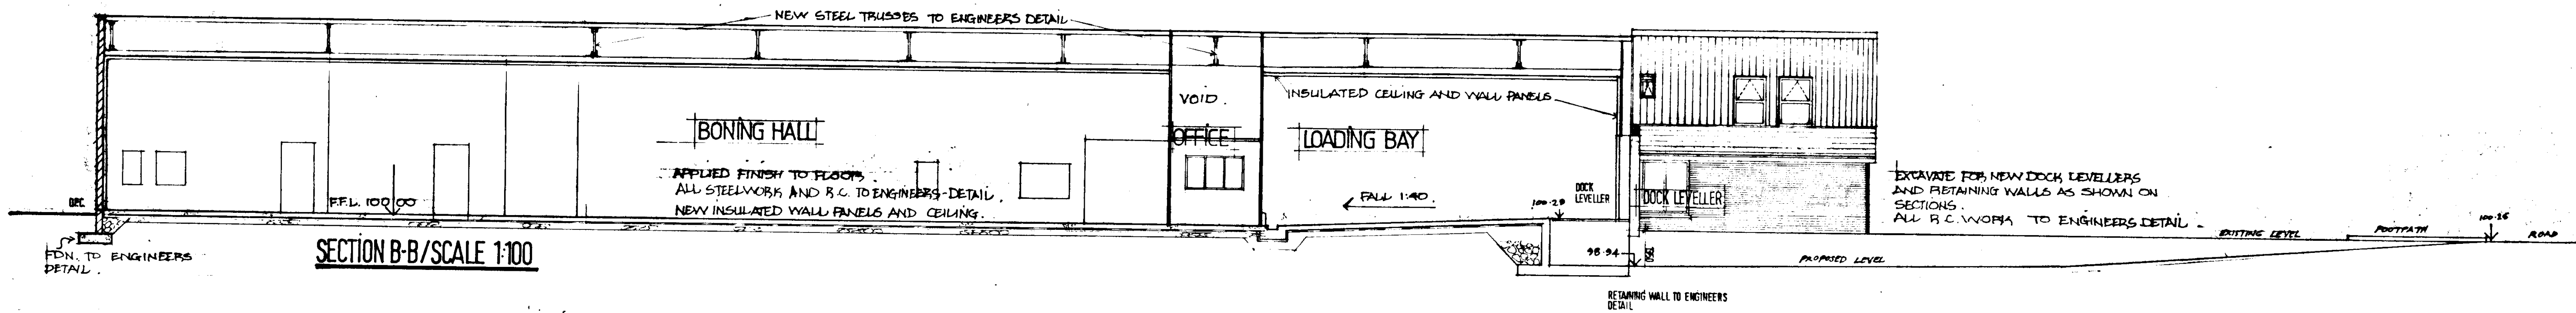 NEW STEEL TRUSSES TO ENGINEERS DETAIL
VOID.
INSULATED CEILING AND WALL PANELS
BONING HALL
OFFICE
LOADING BAY
APPLIED FINISH TO FLOORS
ALL STEELWORK AND R.C. TO ENGINEERS-DETAIL.
NEW INSULATED WALL PANELS AND CEILING.
F.F.L. 100.00
DPC
FALL 1:40.
DOCK
LEVELLER
100.20
DOCK LEVELLER
EXCAVATE FOR NEW DOCK LEVELLERS
AND RETAINING WALLS AS SHOWN ON
SECTIONS.
ALL R.C. WORK TO ENGINEERS DETAIL.
100.26
EXISTING LEVEL
FOOTPATH
ROAD
FDN. TO ENGINEERS
DETAIL.
SECTION B-B/SCALE 1:100
98.94
PROPOSED LEVEL
RETAINING WALL TO ENGINEERS
DETAIL